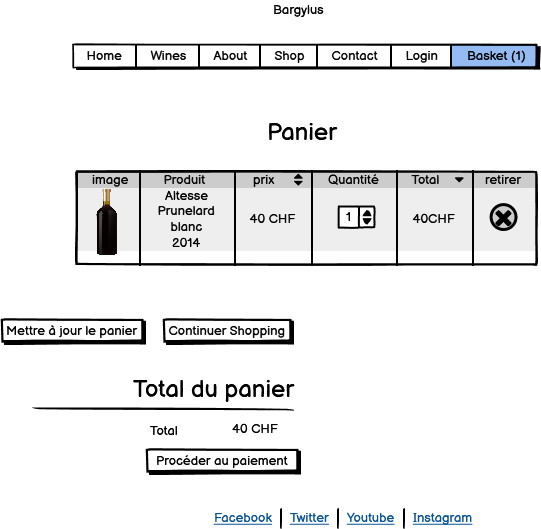 Bargylus
Home Wines About Shop Contact Login Basket (1)
Panier
image Produit prix Quantité Total retirer
Altesse
Prunelard
blanc
2014
40 CHF 1 40CHF
Mettre à jour le panier Continuer Shopping
Total du panier
Total 40 CHF
Procéder au paiement
Facebook Twitter Youtube Instagram